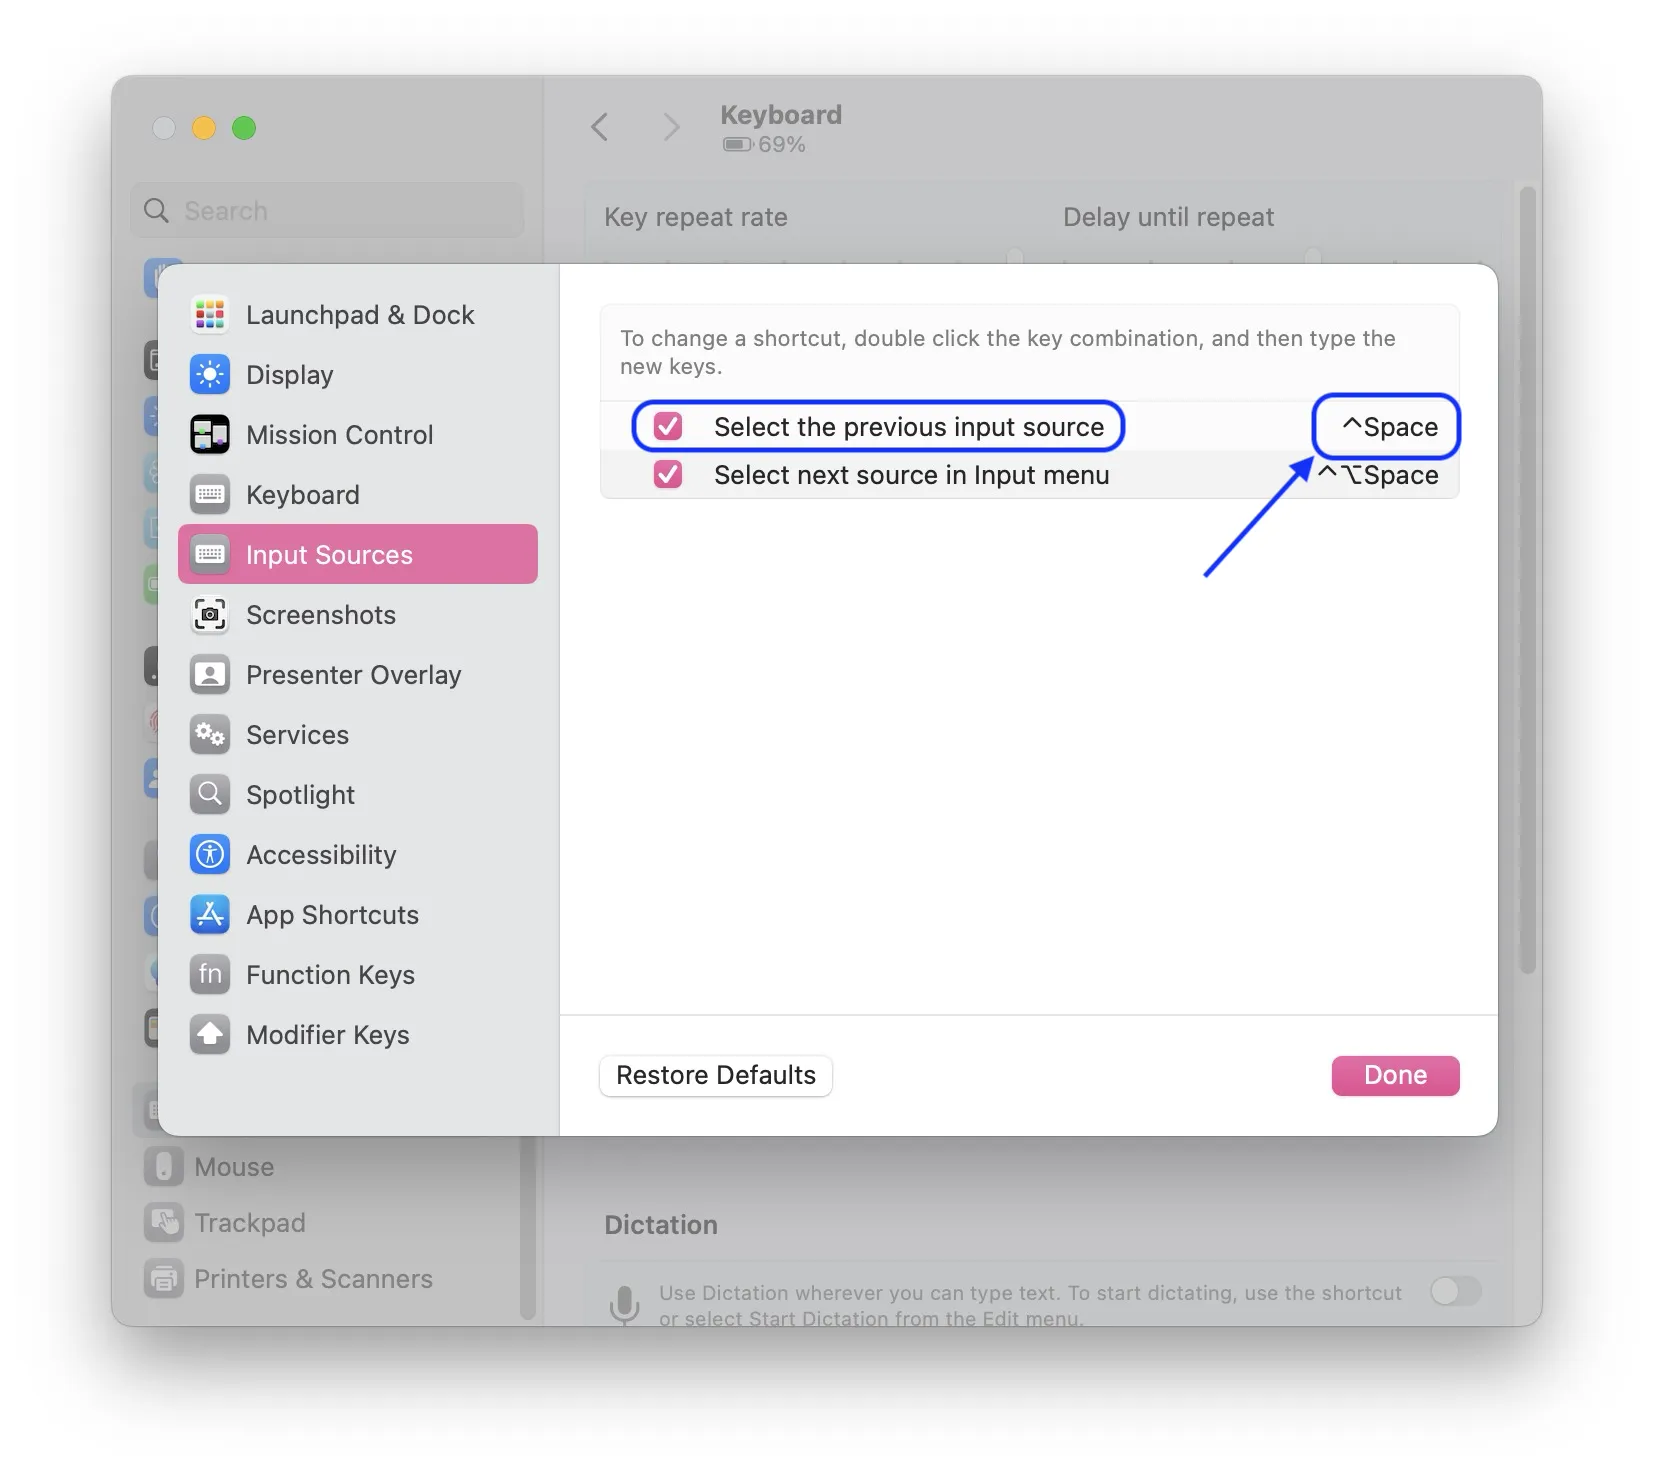 Keyboard
69%
Search
Key repeat rate
Delay until repeat
Launchpad & Dock
Display
Mission Control
Keyboard
Input Sources
Screenshots
Presenter Overlay
Services
Spotlight
Accessibility
App Shortcuts
fn Function Keys
Modifier Keys
To change a shortcut, double click the key combination, and then type the
new keys.
Select the previous input source ^Space
Select next source in Input menu ^⌥Space
Restore Defaults
Done
Mouse
Trackpad
Printers & Scanners
Dictation
Use Dictation wherever you can type text. To start dictating, use the shortcut
or select Start Dictation from the Edit menu.